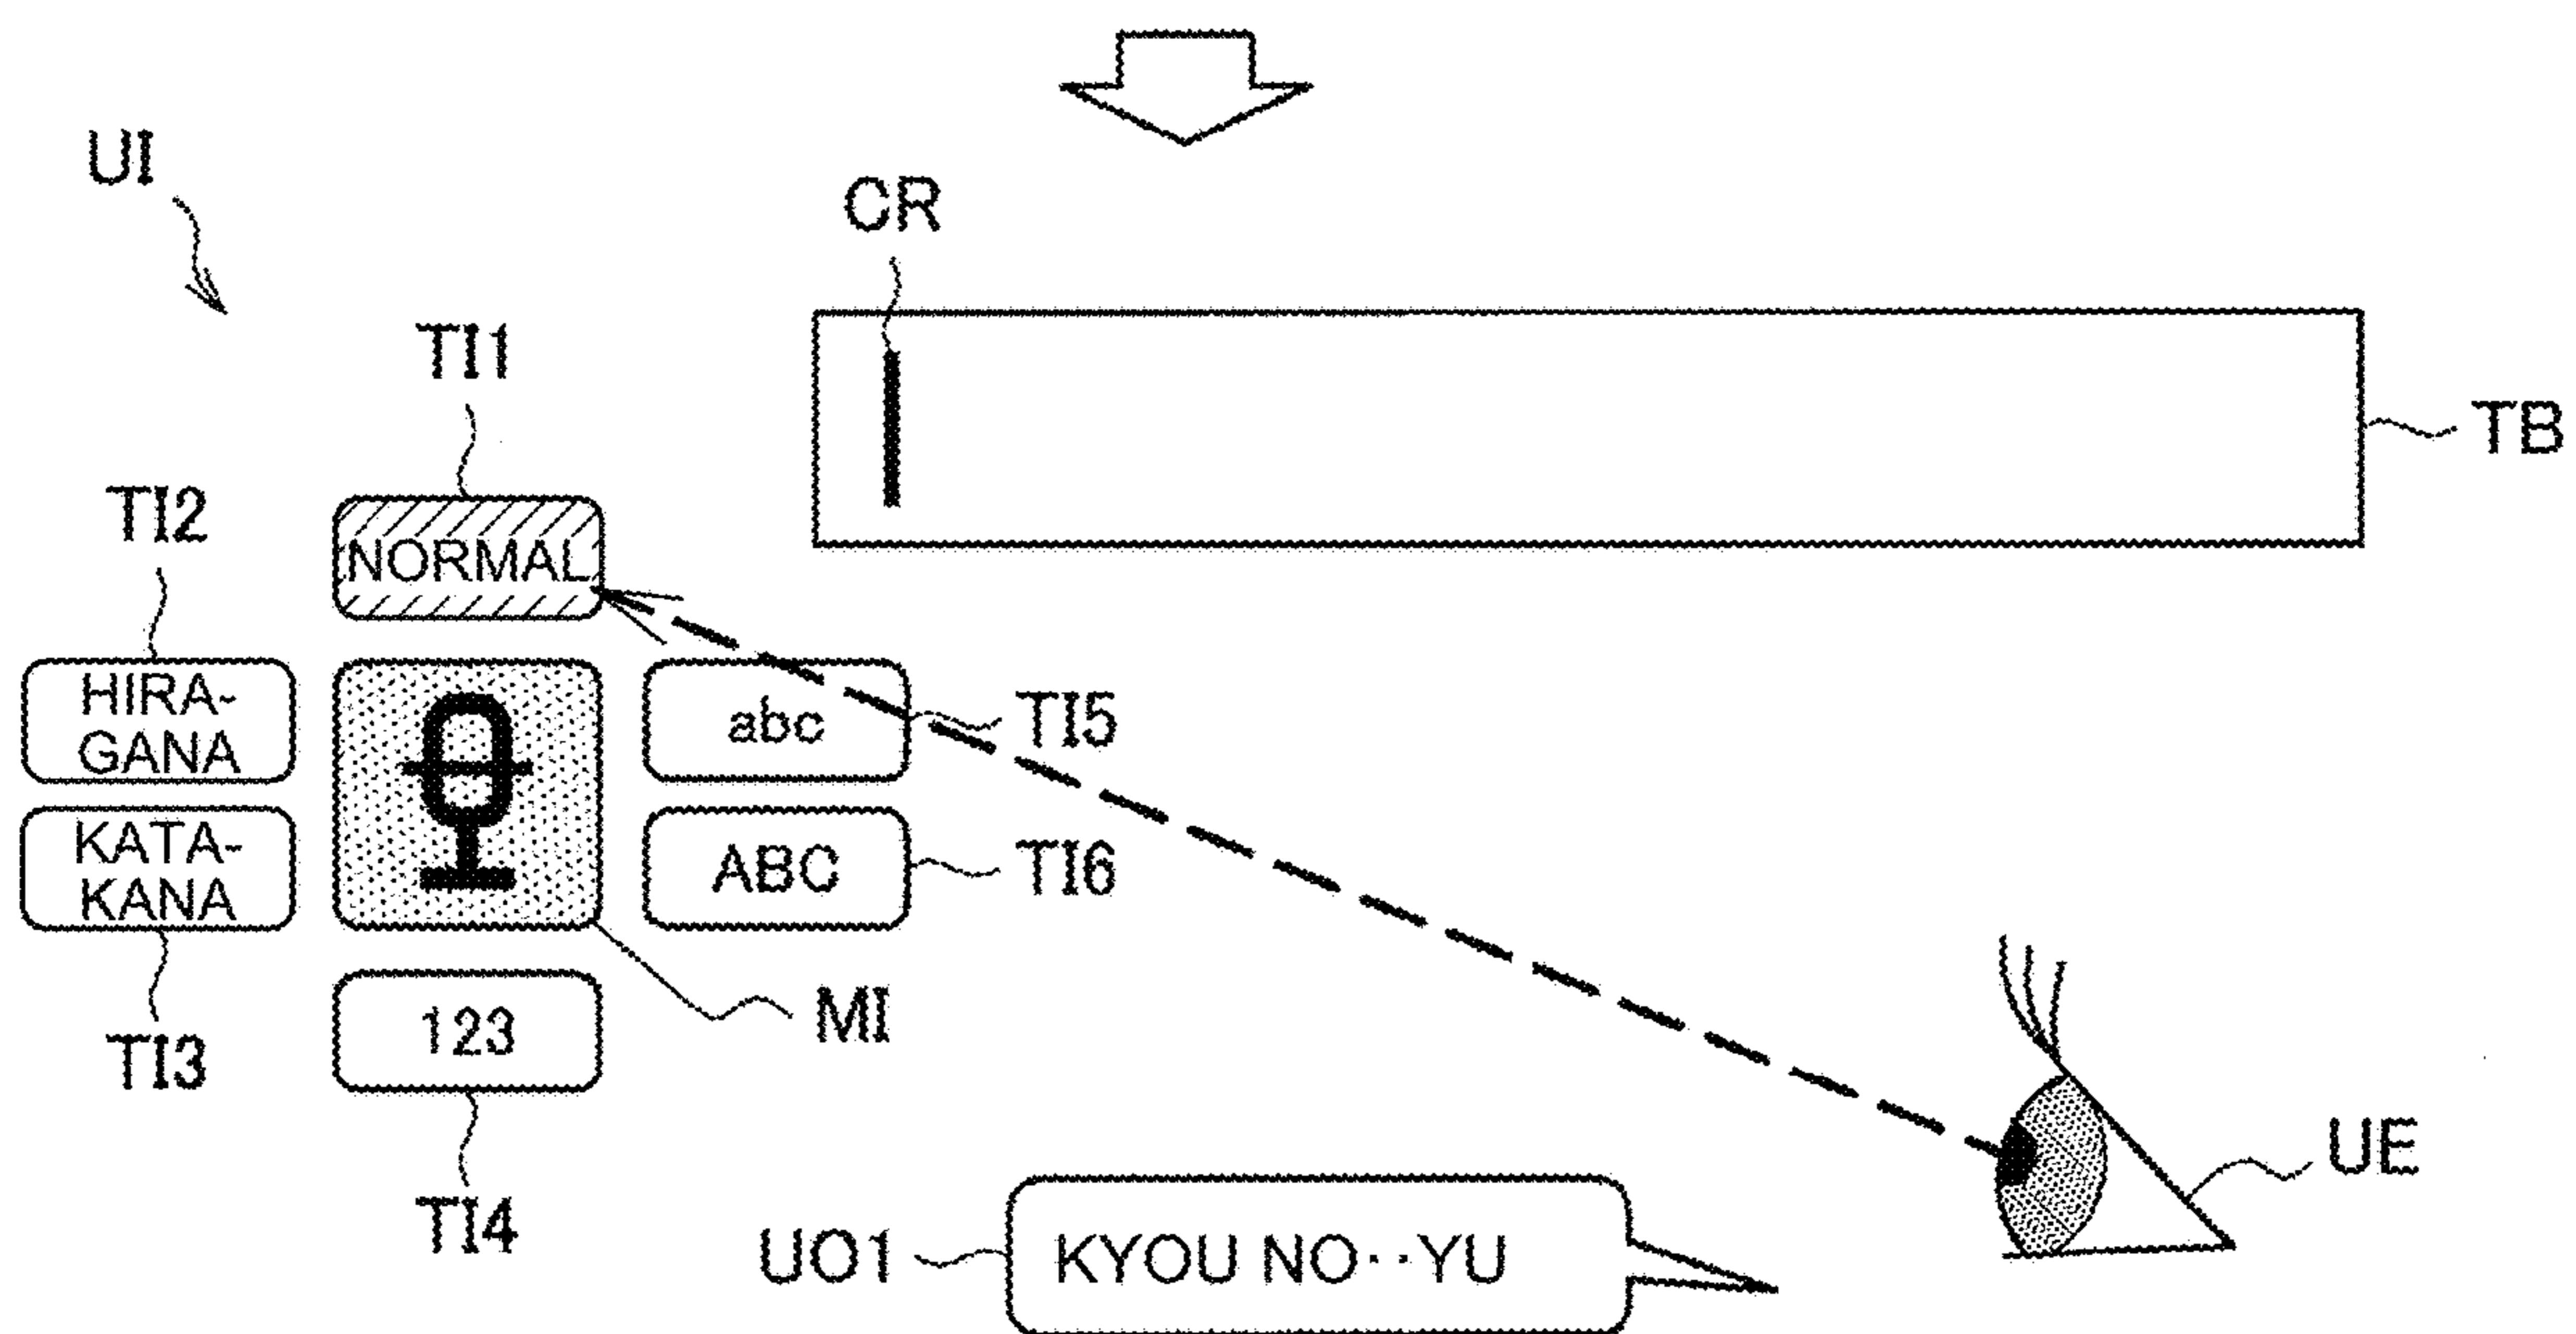 UI
CR
TI1
TB
TI2
NORMAL
HIRA-
GANA
abc
TI5
KATA-
KANA
ABC
TI6
MI
123
TI3
TI4
UE
UO1
KYOU NO··YU